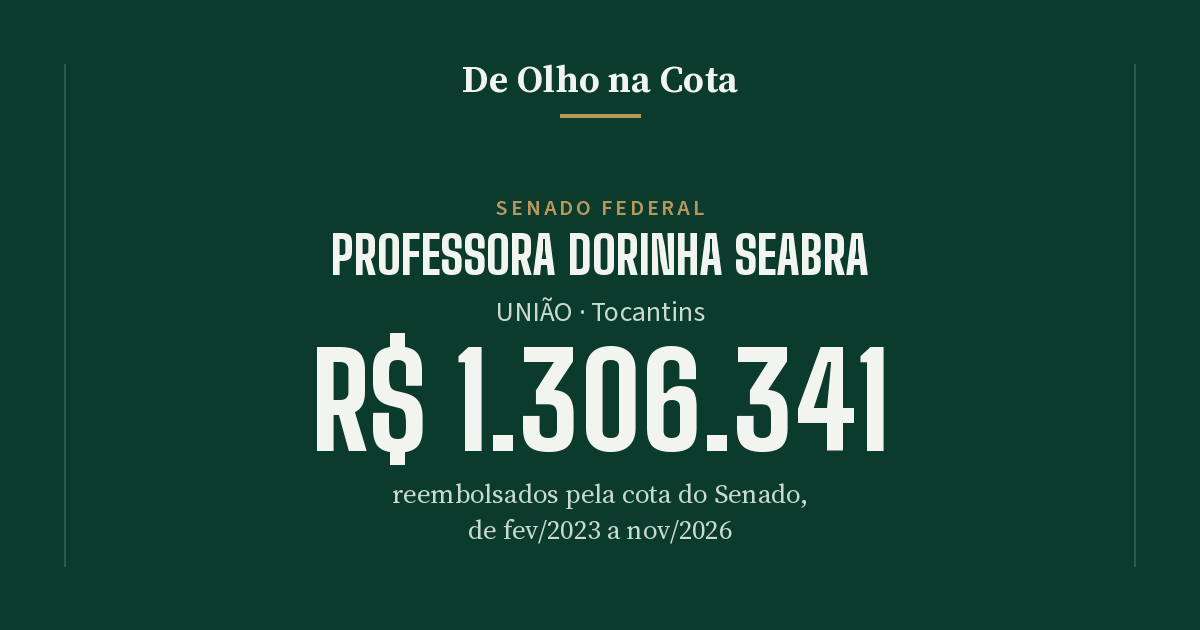 De Olho na Cota
SENADO FEDERAL
PROFESSORA DORINHA SEABRA
UNIÃO · Tocantins
R$ 1.306.341
reembolsados pela cota do Senado,
de fev/2023 a nov/2026